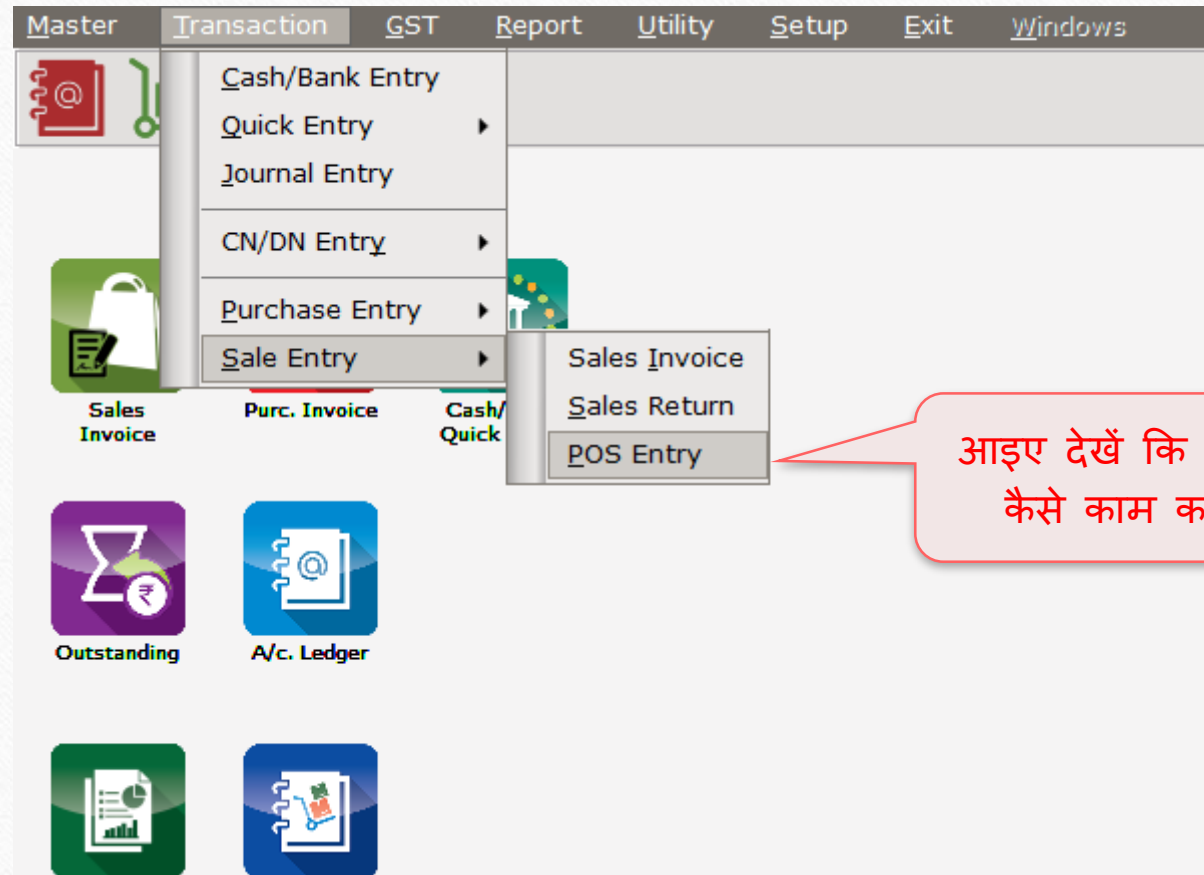 Master Transaction GST Report Utility Setup Exit Windows
Cash/Bank Entry
Quick Entry
Journal Entry
CN/DN Entry
Purchase Entry
Sale Entry
Sales Invoice
Sales Return
POS Entry
आइए देखें कि
कैसे काम
Sales
Invoice
Purc. Invoice
Cash/
Quick
Outstanding
A/c. Ledger